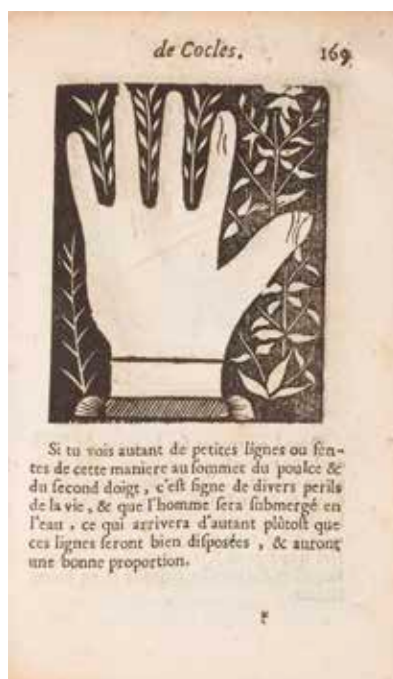 de Cocles. 169
Si tu vois autant de petites lignes ou fen-
tes de cette maniere au sommet du poulce &
du second doigt, c'est signe de divers perils
de la vie, & que l'homme sera submergé en
l'eau, ce qui arrivera d'autant plûtost que
ces lignes seront bien disposées, & auront
une bonne proportion.